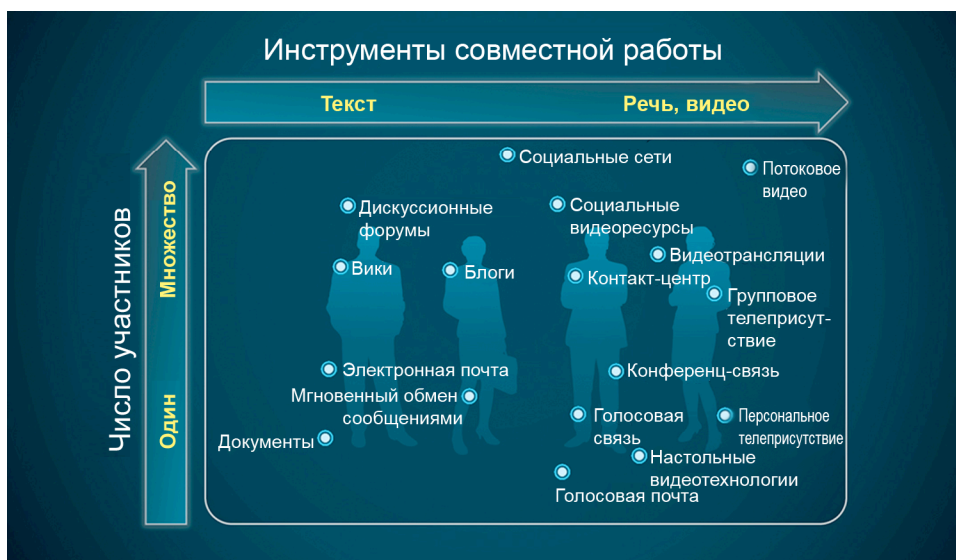 Инструменты совместной работы
Текст
Речь, видео
Число участников
Множество
Один
Социальные сети
Потоковое
видео
Дискуссионные
форумы
Социальные
видеоресурсы
Видеотрансляции
Вики
Блоги
Контакт-центр
Групповое
телеприсут-
ствие
Электронная почта
Конференц-связь
Мгновенный обмен
сообщениями
Голосовая
связь
Персональное
телеприсутствие
Документы
Настольные
видеотехнологии
Голосовая почта